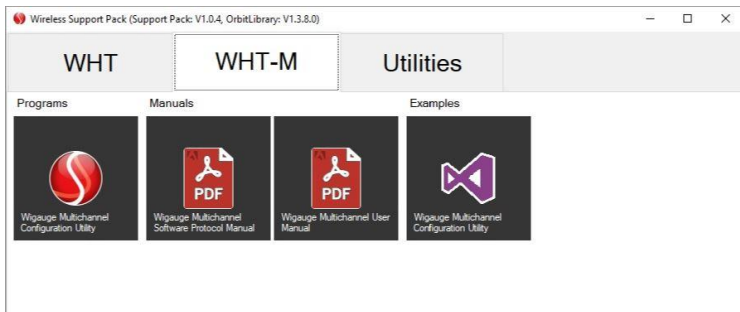 Wireless Support Pack (Support Pack: V1.0.4, OrbitLibrary: V1.3.8.0)
WHT
WHT-M
Utilities
Programs
Manuals
Examples
PDF
PDF
Wigauge Multichannel
Configuration Utility
Wigauge Multichannel
Software Protocol Manual
Wigauge Multichannel User
Manual
Wigauge Multichannel
Configuration Utility